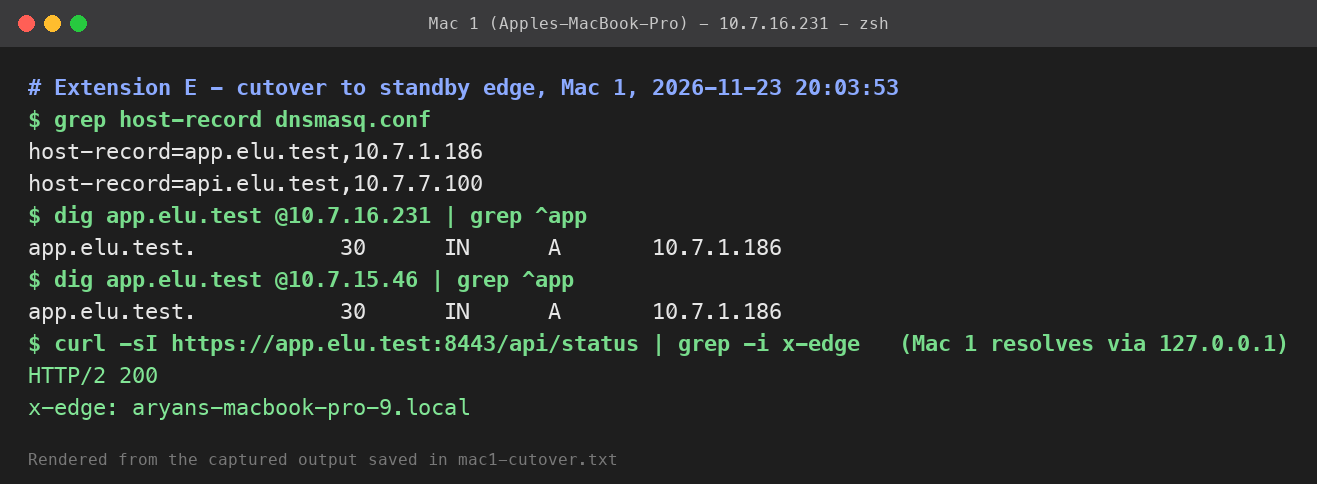 Mac 1 (Apples-MacBook-Pro) — 10.7.16.231 — zsh
# Extension E — cutover to standby edge, Mac 1, 2026-11-23 20:03:53
$ grep host-record dnsmasq.conf
host-record=app.elu.test,10.7.1.186
host-record=api.elu.test,10.7.7.100
$ dig app.elu.test @10.7.16.231 | grep ^app
app.elu.test.           30      IN      A       10.7.1.186
$ dig app.elu.test @10.7.15.46 | grep ^app
app.elu.test.           30      IN      A       10.7.1.186
$ curl -sI https://app.elu.test:8443/api/status | grep -i x-edge   (Mac 1 resolves via 127.0.0.1)
HTTP/2 200
x-edge: aryans-macbook-pro-9.local
Rendered from the captured output saved in mac1-cutover.txt